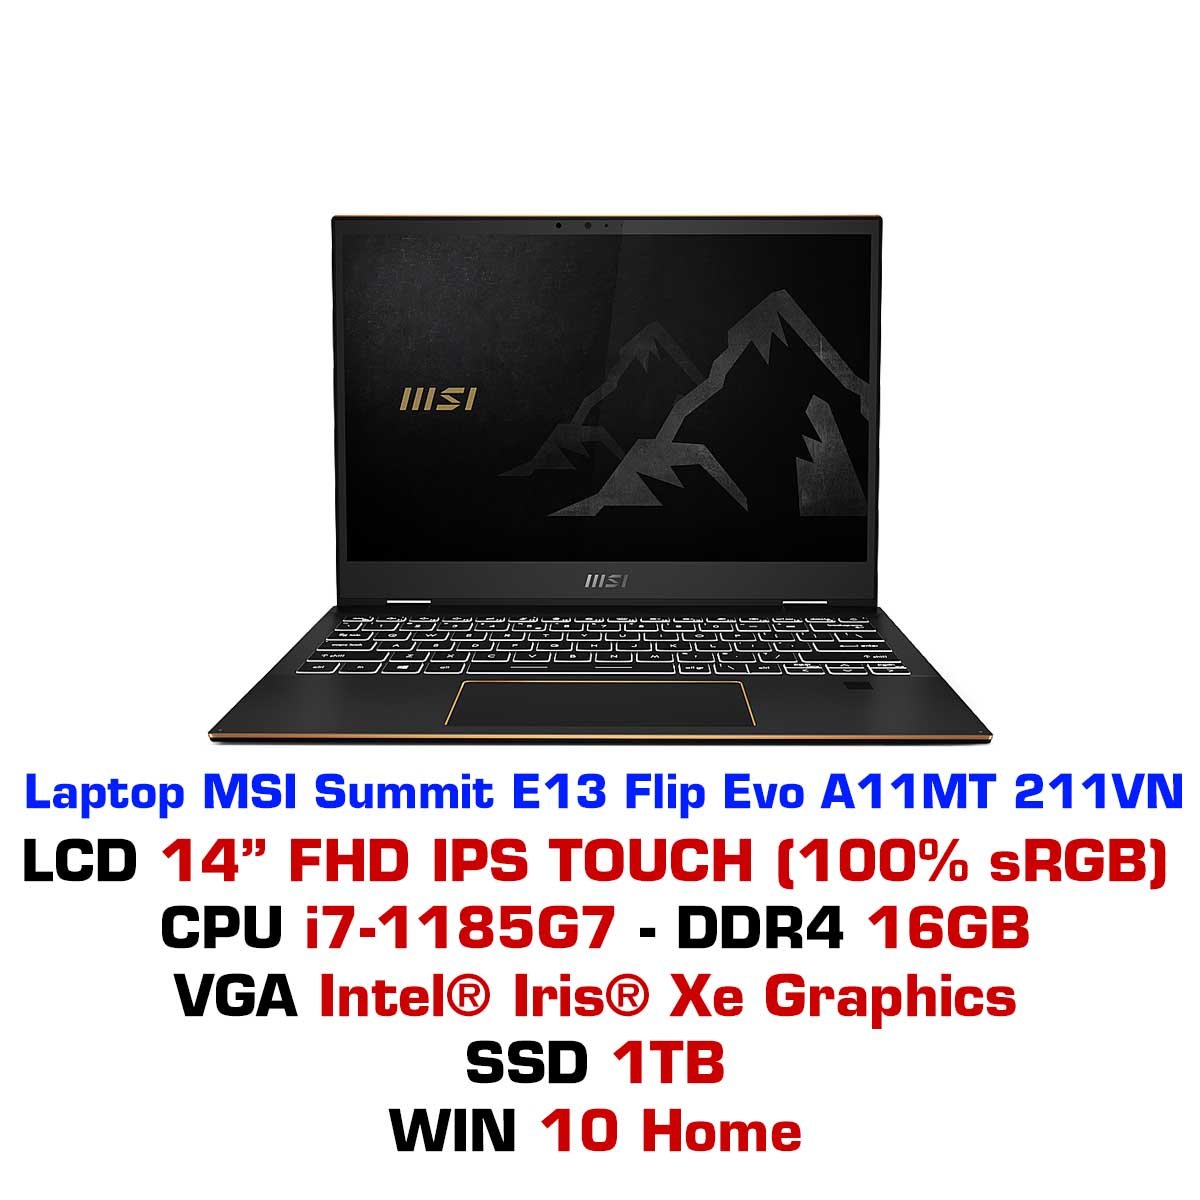 MSI
MSI
Laptop MSI Summit E13 Flip Evo A11MT 211VN
LCD 14” FHD IPS TOUCH (100% sRGB)
CPU i7-1185G7 - DDR4 16GB
VGA Intel® Iris® Xe Graphics
SSD 1TB
WIN 10 Home